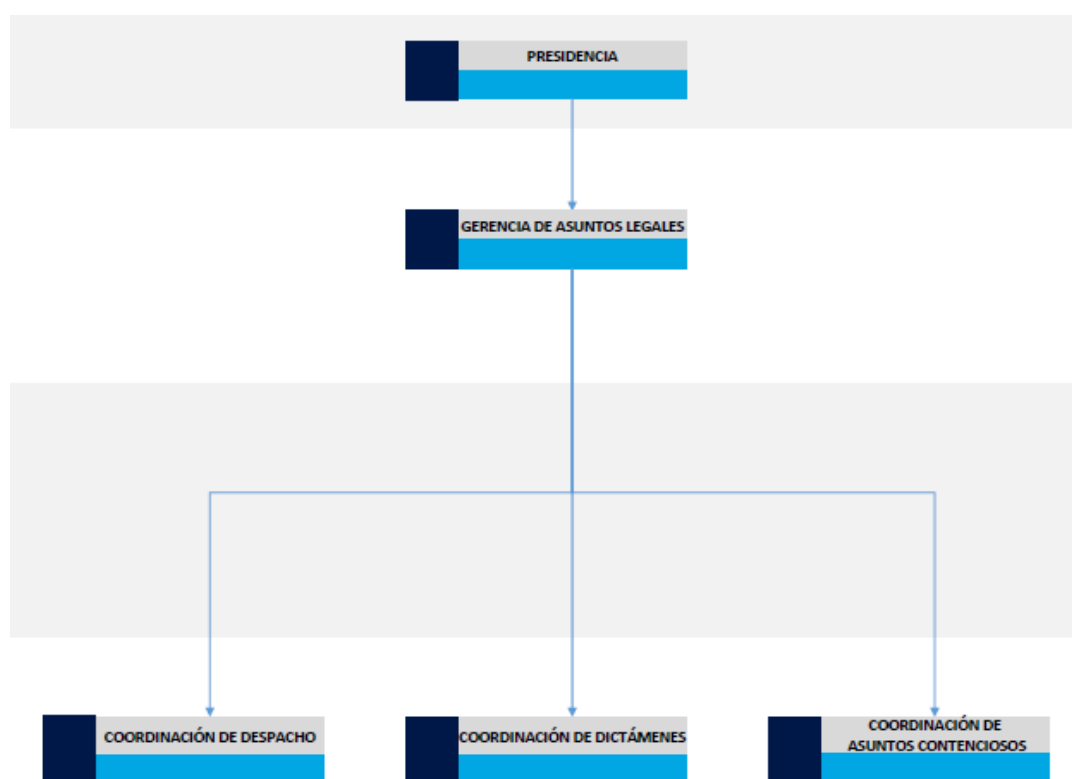 PRESIDENCIA
GERENCIA DE ASUNTOS LEGALES
COORDINACIÓN DE DESPACHO
COORDINACIÓN DE DICTÁMENES
COORDINACIÓN DE
ASUNTOS CONTENCIOSOS